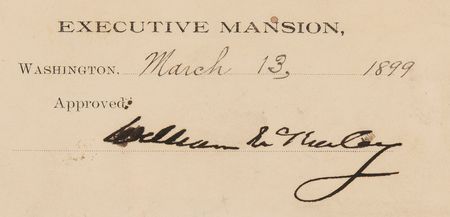 EXECUTIVE MANSION,
WASHINGTON, March 13, 1899
Approved:
William McKinley